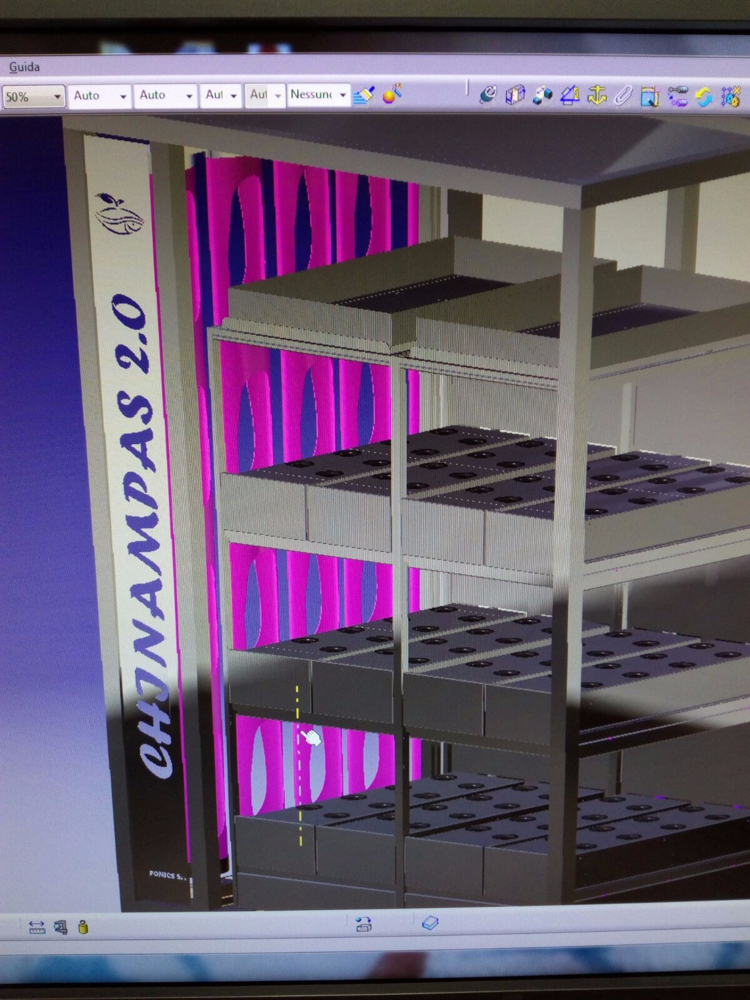 Guida
50%
Auto
Auto
Aut
Aut
Nessunc
CHINAMPAS 2.0
PONICS S.